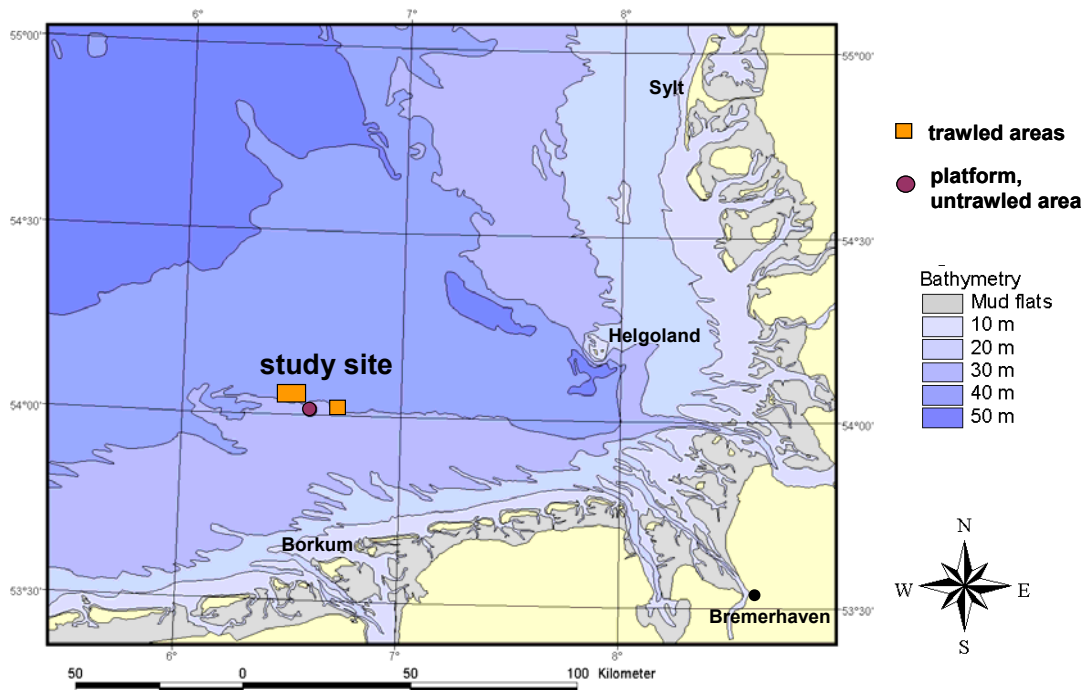 6° 7° 8°
55°00'
55°00'
Sylt
trawled areas
platform,
untrawled area
54°30'
54°30'
Bathymetry
Mud flats
10 m
20 m
30 m
40 m
50 m
Helgoland
study site
54°00'
54°00'
Borkum
53°30'
53°30'
Bremerhaven
N
W E
S
6° 7° 8°
50 0 50 100 Kilometer